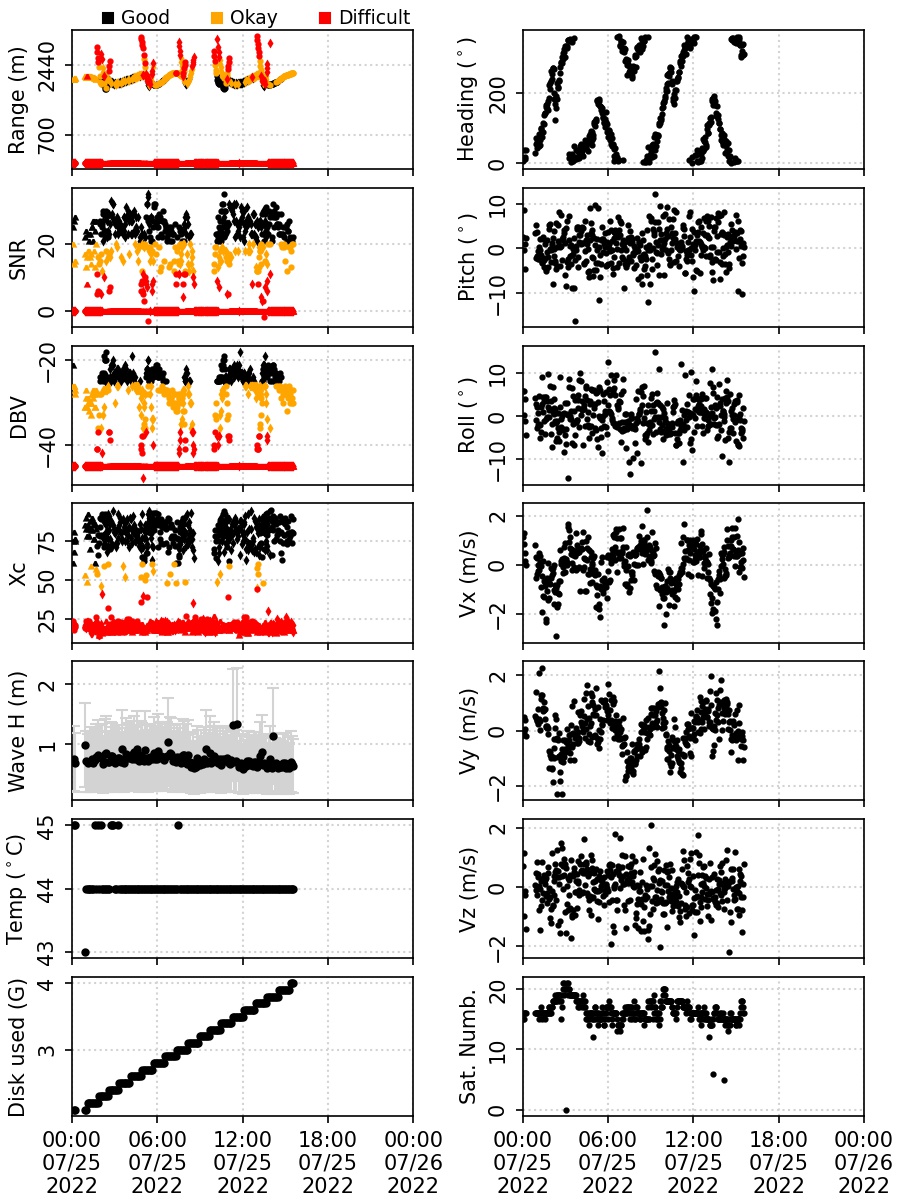 Good Okay Difficult
Range (m)
2440
700
Heading (°)
200
0
SNR
20
0
Pitch (°)
10
0
−10
DBV
−20
−40
Roll (°)
10
0
−10
Xc
75
50
25
Vx (m/s)
2
0
−2
Wave H (m)
2
1
Vy (m/s)
2
0
−2
Temp (°C)
45
44
43
Vz (m/s)
2
0
−2
Disk used (G)
4
3
Sat. Numb.
20
10
0
00:00 06:00 12:00 18:00 00:00
07/25 07/25 07/25 07/25 07/26
2022 2022 2022 2022 2022
00:00 06:00 12:00 18:00 00:00
07/25 07/25 07/25 07/25 07/26
2022 2022 2022 2022 2022